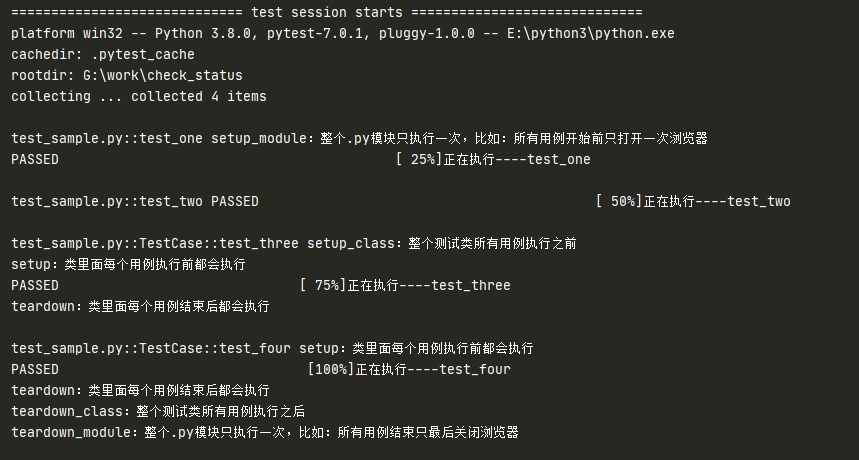 ============================= test session starts =============================
platform win32 -- Python 3.8.0, pytest-7.0.1, pluggy-1.0.0 -- E:\python3\python.exe
cachedir: .pytest_cache
rootdir: G:\work\check_status
collecting ... collected 4 items
test_sample.py::test_one setup_module：整个.py模块只执行一次，比如：所有用例开始前只打开一次浏览器
PASSED                                          [ 25%]正在执行----test_one
test_sample.py::test_two PASSED                                          [ 50%]正在执行----test_two
test_sample.py::TestCase::test_three setup_class：整个测试类所有用例执行之前
setup：类里面每个用例执行前都会执行
PASSED                              [ 75%]正在执行----test_three
teardown：类里面每个用例结束后都会执行
test_sample.py::TestCase::test_four setup：类里面每个用例执行前都会执行
PASSED                               [100%]正在执行----test_four
teardown：类里面每个用例结束后都会执行
teardown_class：整个测试类所有用例执行之后
teardown_module：整个.py模块只执行一次，比如：所有用例结束只最后关闭浏览器